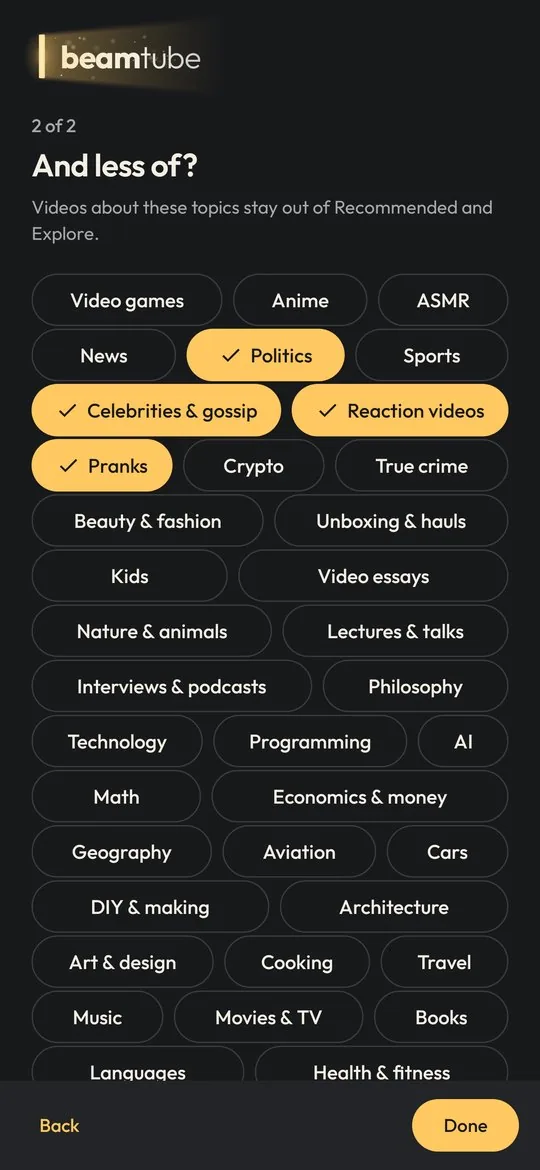 beamtube
2 of 2
And less of?
Videos about these topics stay out of Recommended and
Explore.
Video games Anime ASMR
News Politics Sports
Celebrities & gossip Reaction videos
Pranks Crypto True crime
Beauty & fashion Unboxing & hauls
Kids Video essays
Nature & animals Lectures & talks
Interviews & podcasts Philosophy
Technology Programming AI
Math Economics & money
Geography Aviation Cars
DIY & making Architecture
Art & design Cooking Travel
Music Movies & TV Books
Languages Health & fitness
Back Done